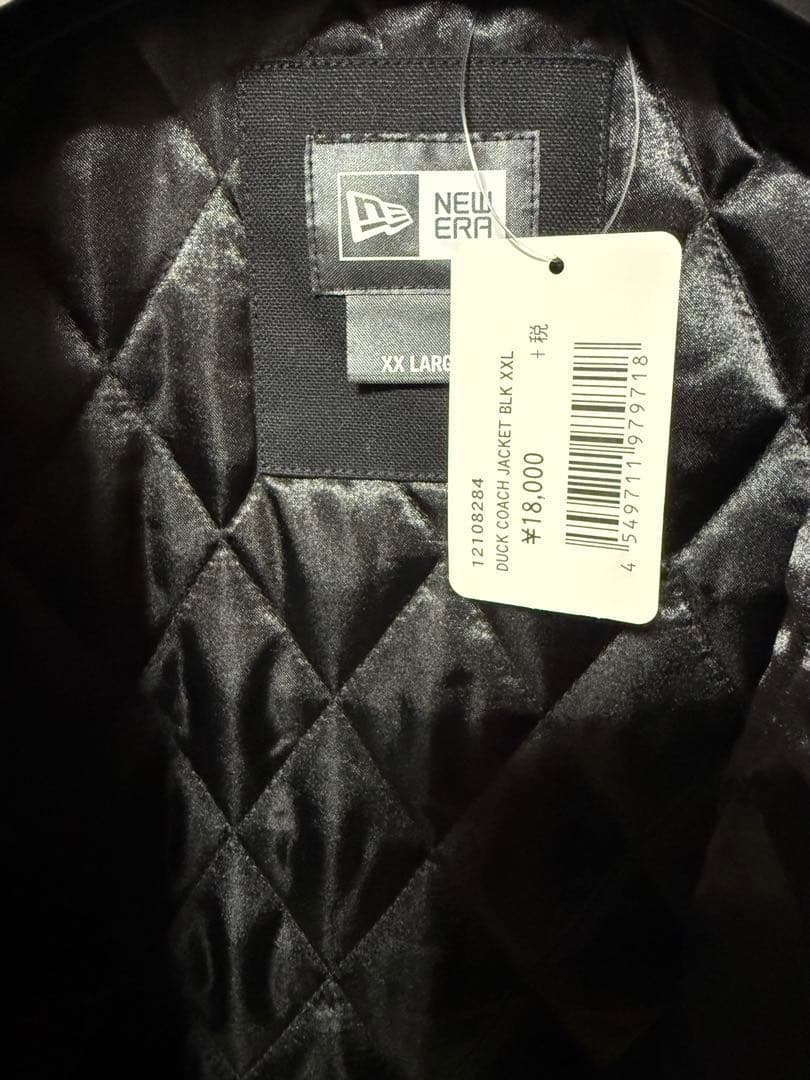 NEW
ERA
XX LARG
12108284
DUCK COACH JACKET BLK XXL
¥18,000
+税
4 549711 979718